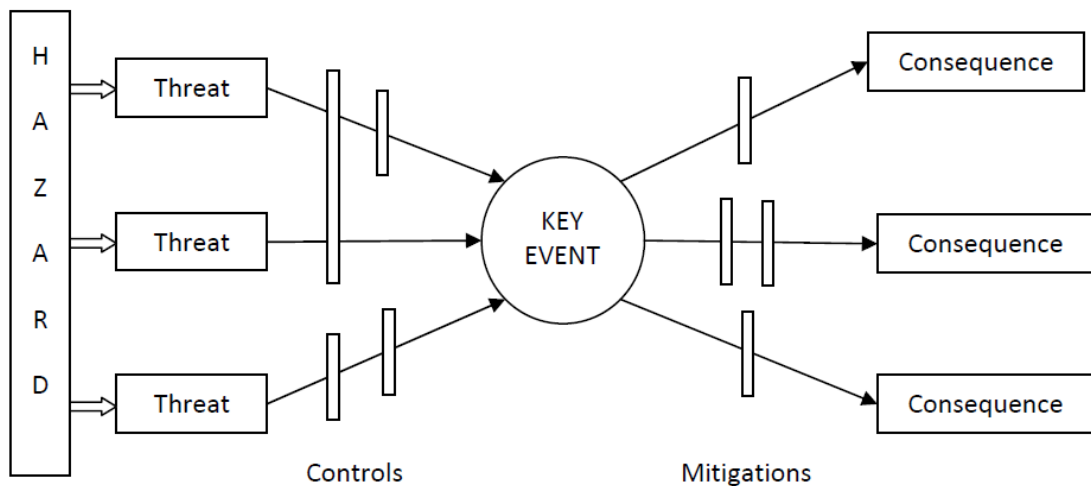 H
A
Z
A
R
D
Threat
Threat
Threat
KEY
EVENT
Consequence
Consequence
Consequence
Controls
Mitigations